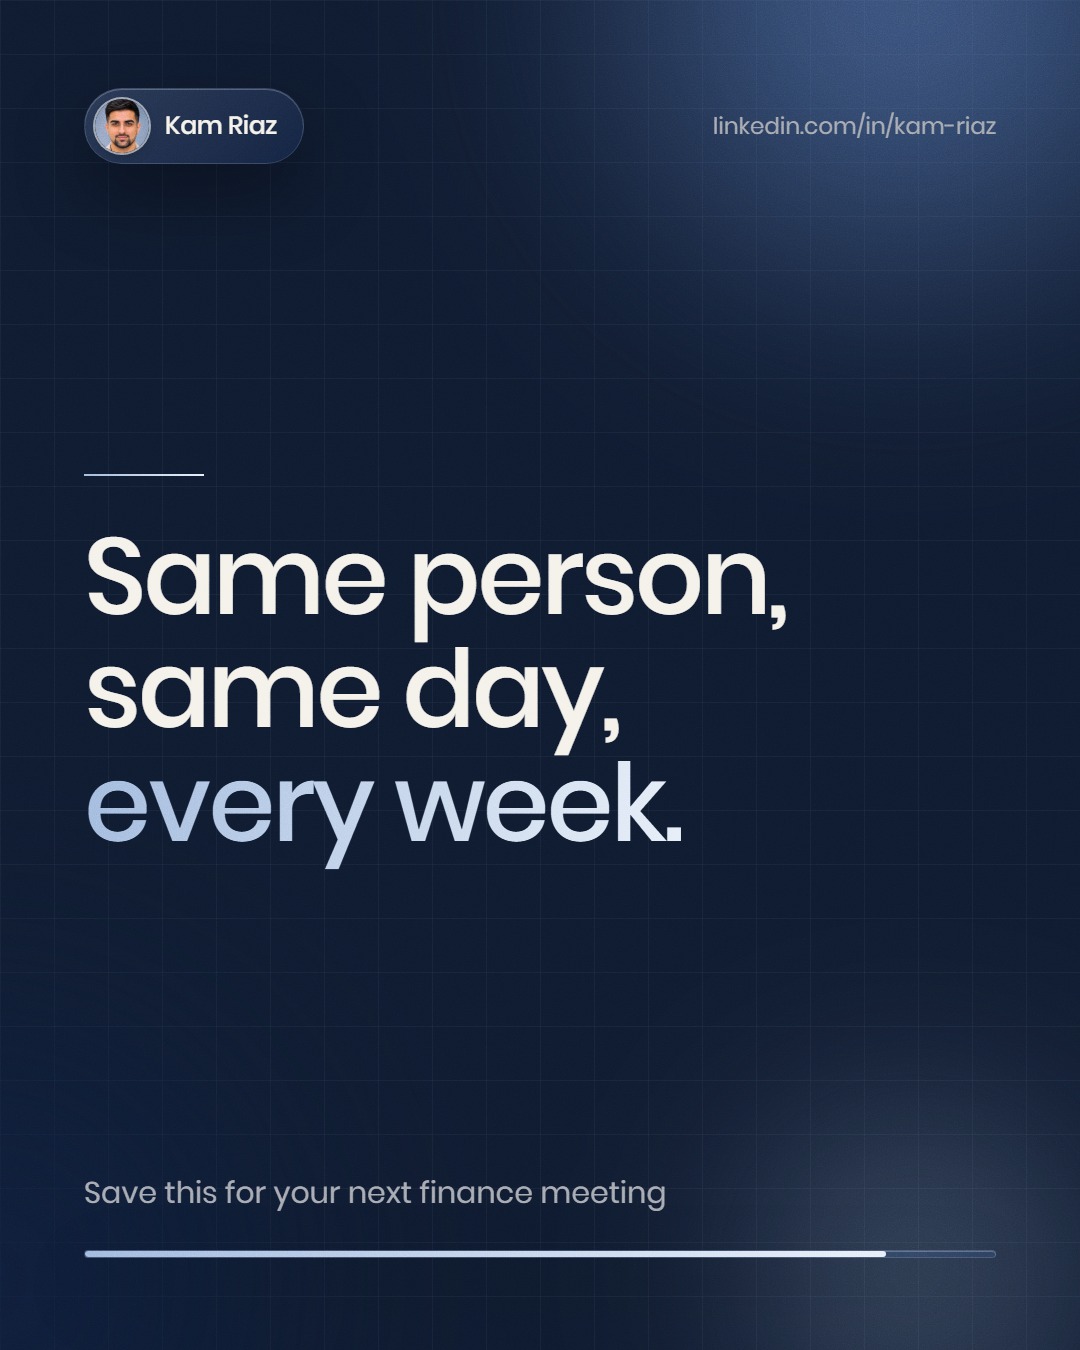 Kam Riaz
linkedin.com/in/kam-riaz
Same person,
same day,
every week.
Save this for your next finance meeting